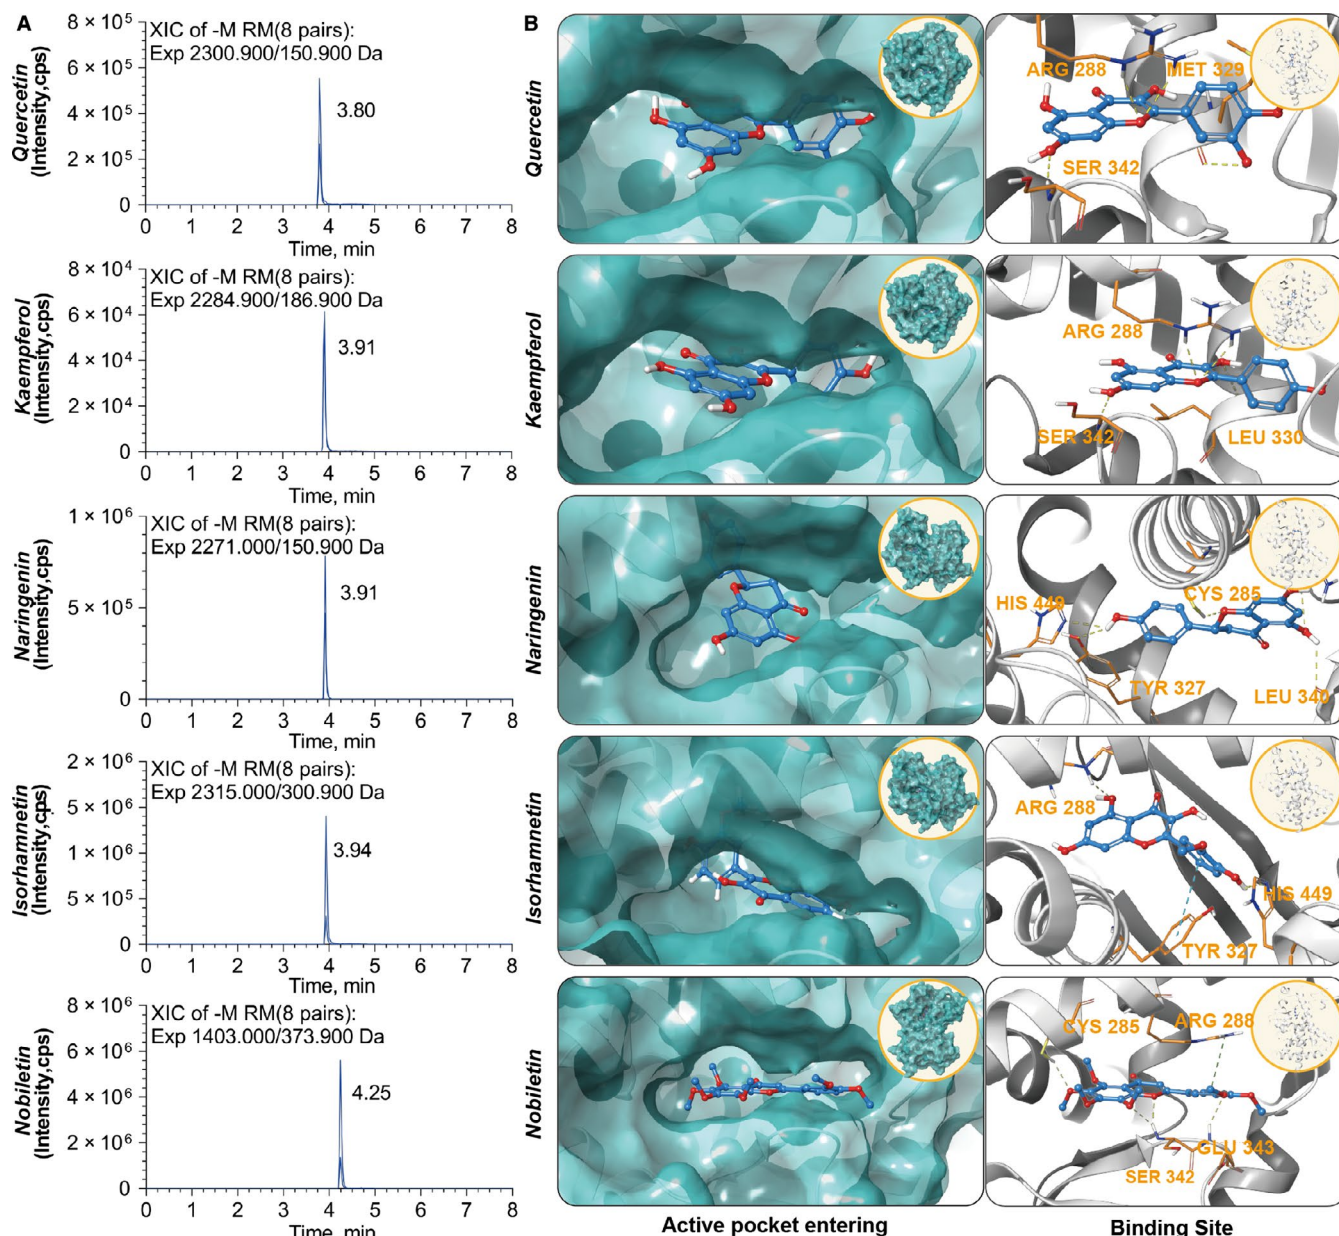 A
Quercetin
(Intensity,cps)
8 × 10⁵
6 × 10⁵
4 × 10⁵
2 × 10⁵
0
XIC of -M RM(8 pairs):
Exp 2300.900/150.900 Da
3.80
0 1 2 3 4 5 6 7 8
Time, min
Kaempferol
(Intensity,cps)
8 × 10⁴
6 × 10⁴
4 × 10⁴
2 × 10⁴
0
XIC of -M RM(8 pairs):
Exp 2284.900/186.900 Da
3.91
0 1 2 3 4 5 6 7 8
Time, min
Naringenin
(Intensity,cps)
1 × 10⁶
5 × 10⁵
0
XIC of -M RM(8 pairs):
Exp 2271.000/150.900 Da
3.91
0 1 2 3 4 5 6 7 8
Time, min
Isorhamnetin
(Intensity,cps)
2 × 10⁶
5 × 10⁶
1 × 10⁶
5 × 10⁵
0
XIC of -M RM(8 pairs):
Exp 2315.000/300.900 Da
3.94
0 1 2 3 4 5 6 7 8
Time, min
Nobiletin
(Intensity,cps)
8 × 10⁶
6 × 10⁶
4 × 10⁶
2 × 10⁶
0
XIC of -M RM(8 pairs):
Exp 1403.000/373.900 Da
4.25
0 1 2 3 4 5 6 7 8
Time, min
B
Quercetin
ARG 288
MET 329
SER 342
Kaempferol
ARG 288
SER 342
LEU 330
Naringenin
CYS 285
HIS 449
TYR 327
LEU 340
Isorhamnetin
ARG 288
HIS 449
TYR 327
Nobiletin
CYS 285
ARG 288
GLU 343
SER 342
Active pocket entering
Binding Site